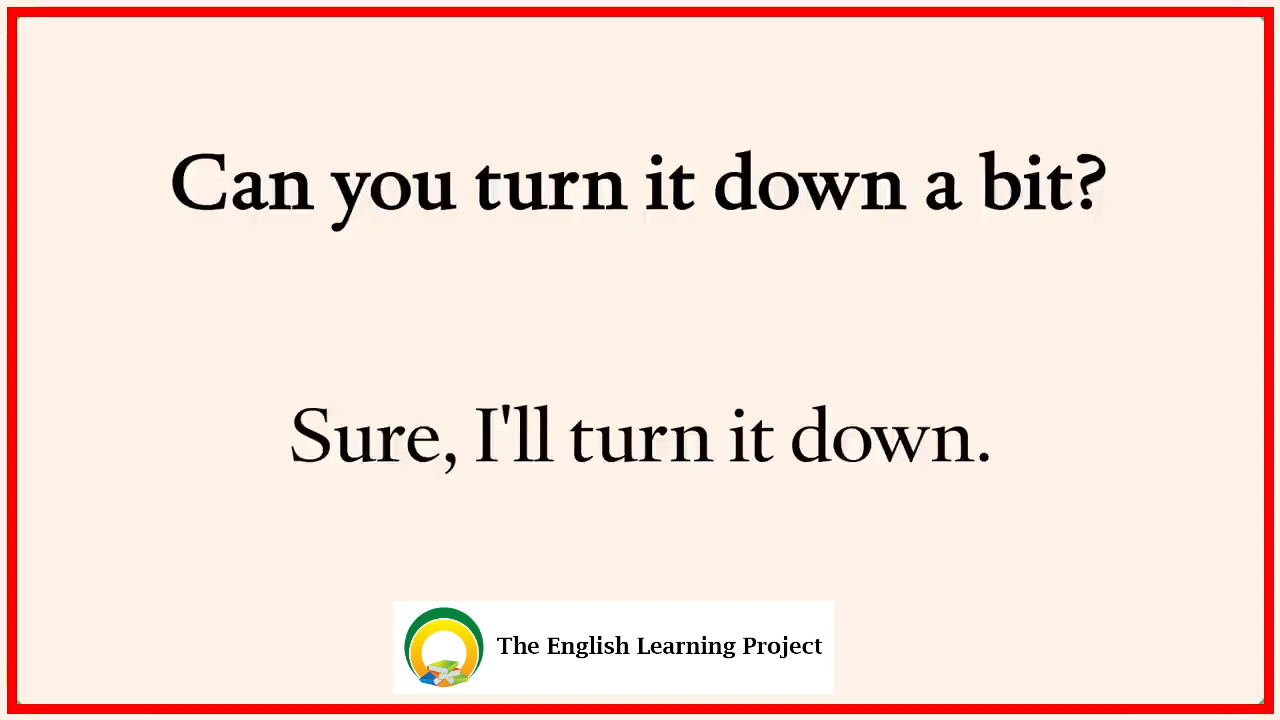 Can you turn it down a bit?
Sure, I'll turn it down.
The English Learning Project